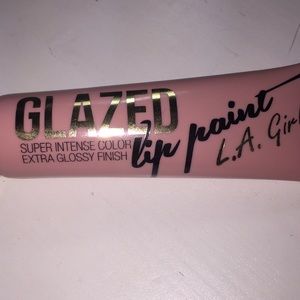 GLAZED
lip paint
SUPER INTENSE COLOR
EXTRA GLOSSY FINISH
L.A. Girl